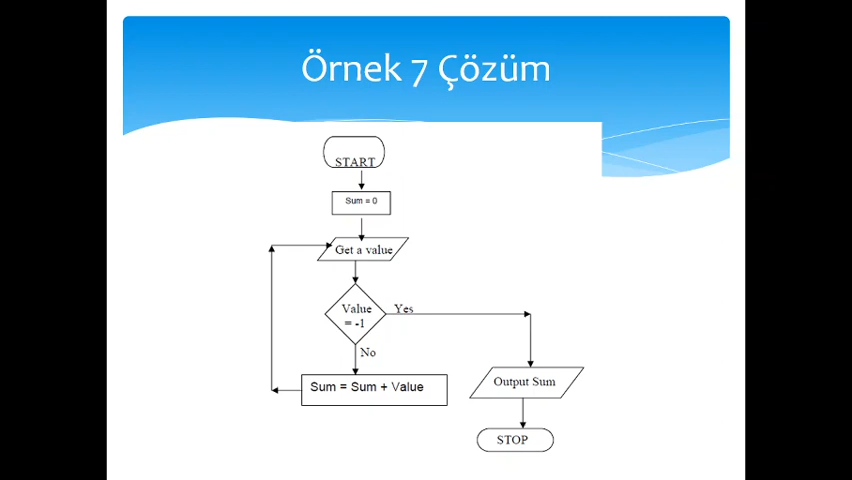 Örnek 7 Çözüm
START
Sum = 0
Get a value
Value
= -1
Yes
No
Sum = Sum + Value
Output Sum
STOP